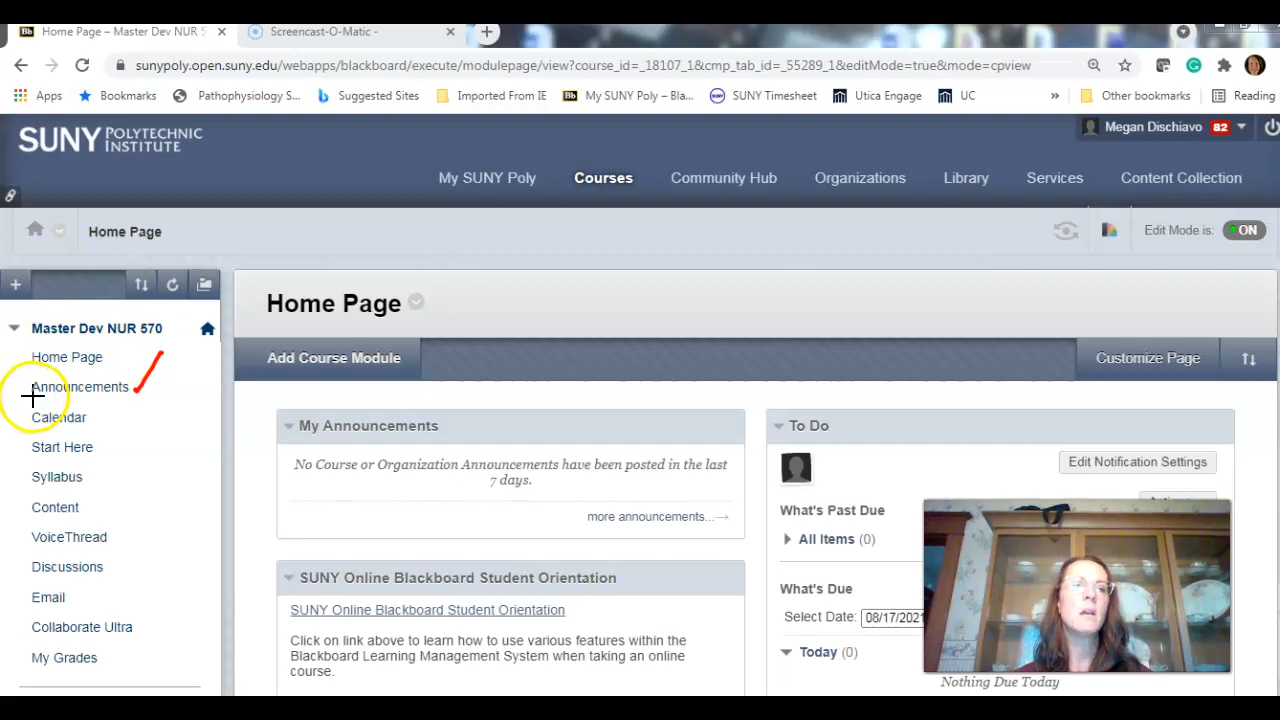 Home Page – Master Dev NUR 5
Screencast-O-Matic -
sunypoly.open.suny.edu/webapps/blackboard/execute/modulepage/view?course_id=_18107_1&cmp_tab_id=_55289_1&editMode=true&mode=cpview
Apps Bookmarks Pathophysiology S... Suggested Sites Imported From IE Bb My SUNY Poly – Bla... SUNY Timesheet Utica Engage UC » Other bookmarks Reading
SUNY POLYTECHNIC INSTITUTE
Megan Dischiavo 82
My SUNY Poly Courses Community Hub Organizations Library Services Content Collection
Home Page
Edit Mode is: ON
Master Dev NUR 570
Home Page
Announcements
Calendar
Start Here
Syllabus
Content
VoiceThread
Discussions
Email
Collaborate Ultra
My Grades
Home Page
Add Course Module
Customize Page
My Announcements
No Course or Organization Announcements have been posted in the last
7 days.
more announcements...→
SUNY Online Blackboard Student Orientation
SUNY Online Blackboard Student Orientation
Click on link above to learn how to use various features within the
Blackboard Learning Management System when taking an online
course.
To Do
Edit Notification Settings
What's Past Due
All Items (0)
What's Due
Select Date: 08/17/2021
Today (0)
Nothing Due Today